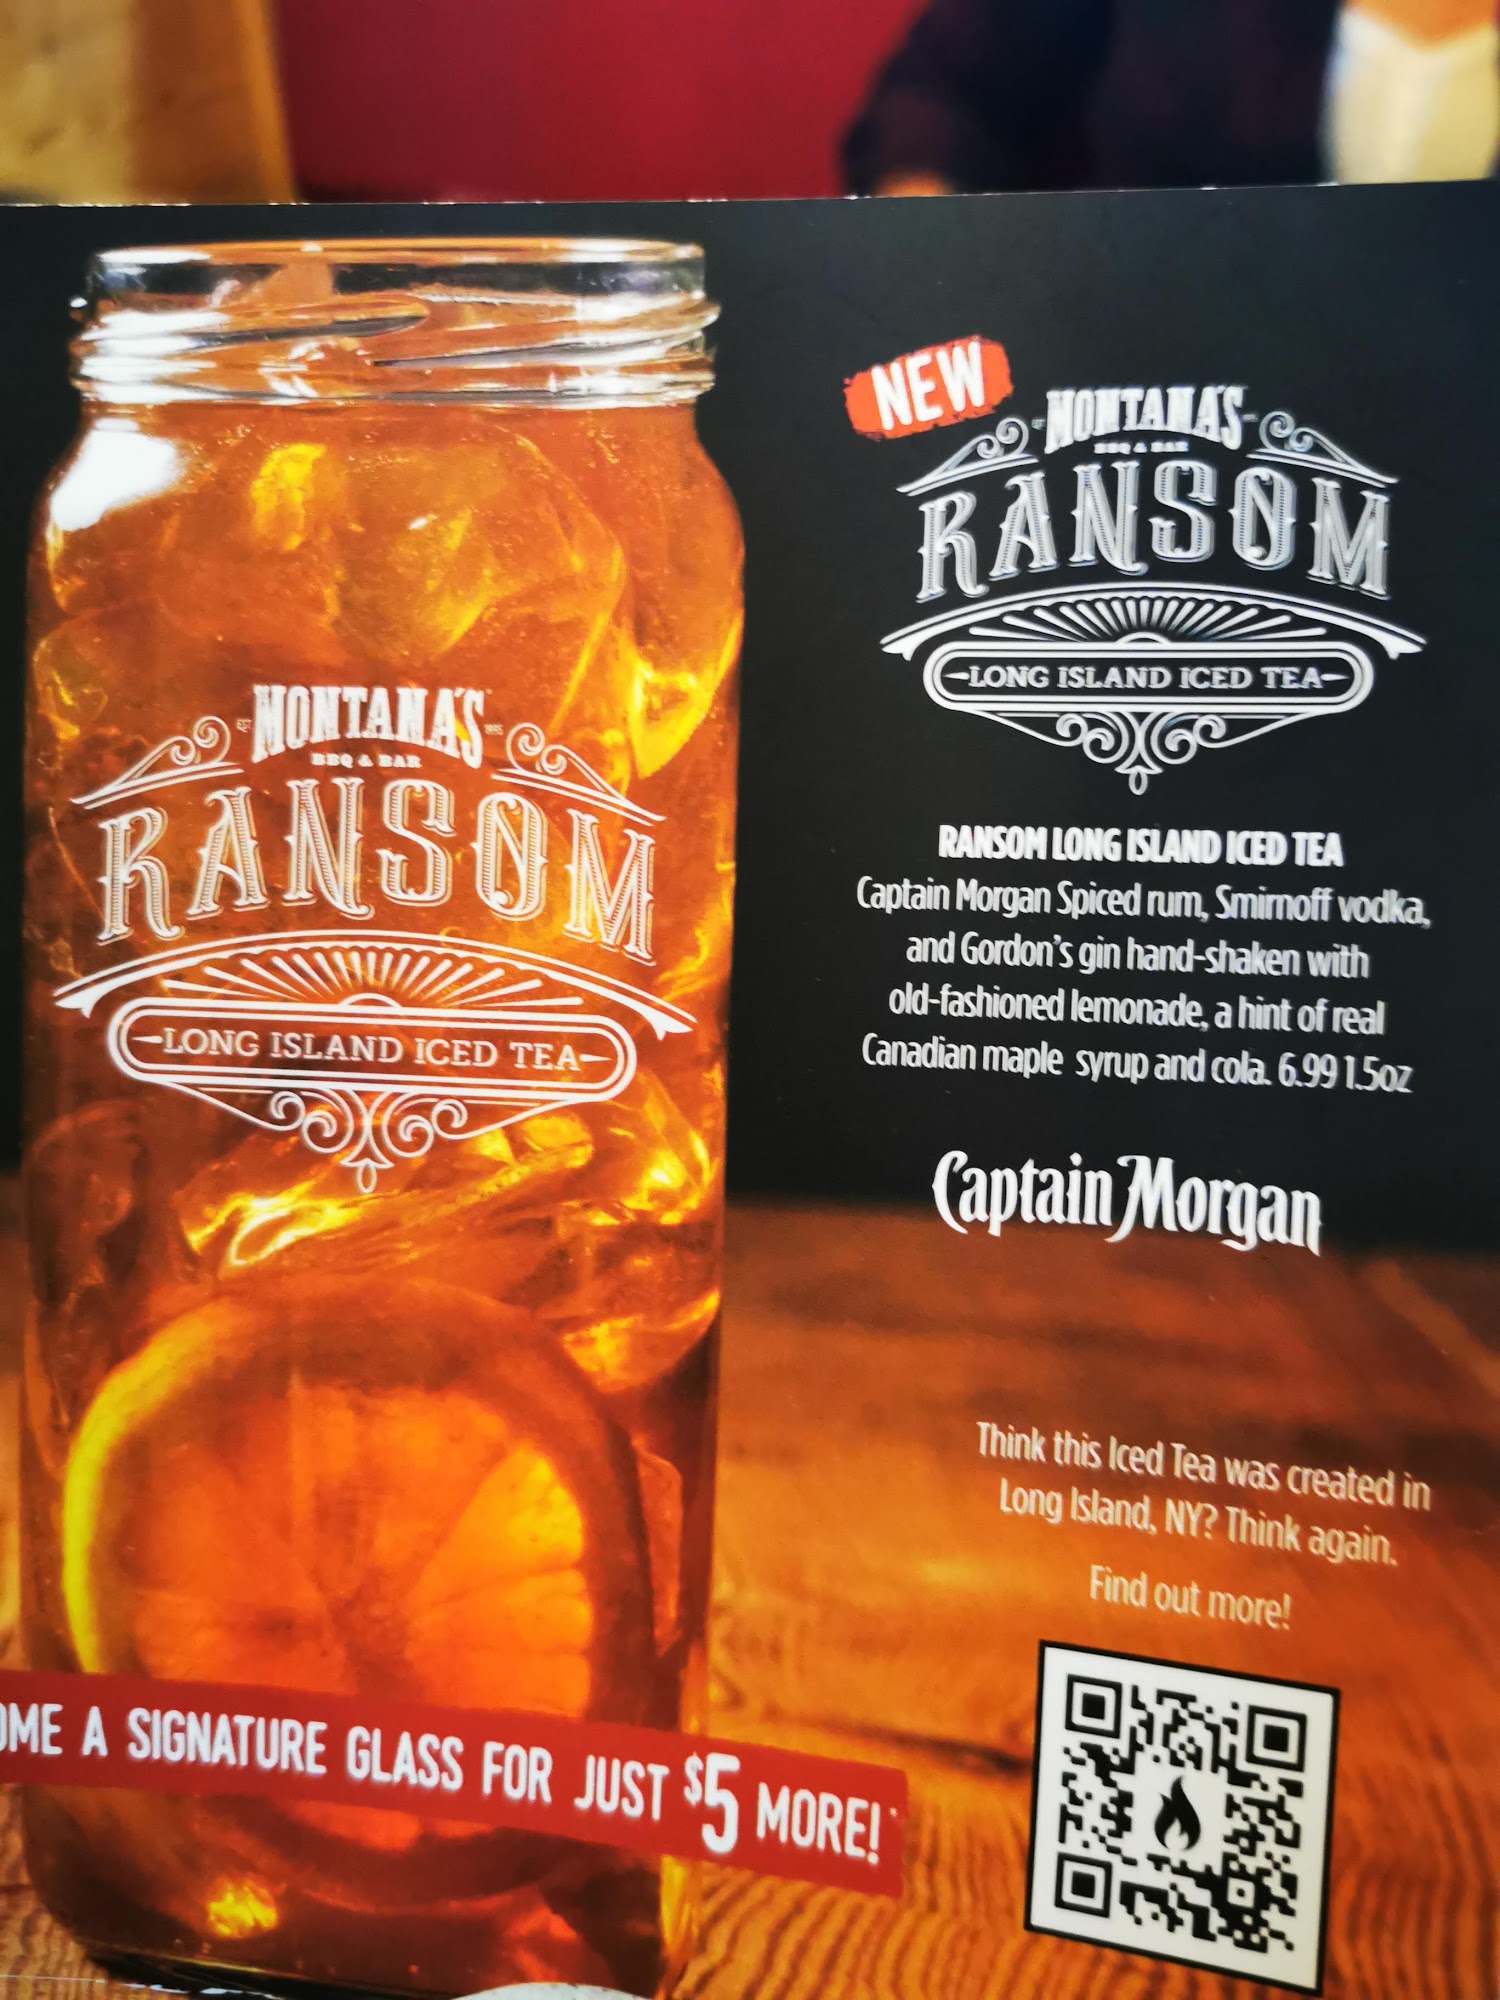 MONTANA'S
BBQ & BAR
RANSOM
LONG ISLAND ICED TEA
NEW
MONTANA'S
BBQ & BAR
RANSOM
LONG ISLAND ICED TEA
RANSOM LONG ISLAND ICED TEA
Captain Morgan Spiced rum, Smirnoff vodka,
and Gordon's gin hand-shaken with
old-fashioned lemonade, a hint of real
Canadian maple syrup and cola. 6.99 1.5oz
Captain Morgan
Think this Iced Tea was created in
Long Island, NY? Think again.
Find out more!
A SIGNATURE GLASS FOR JUST $5 MORE!